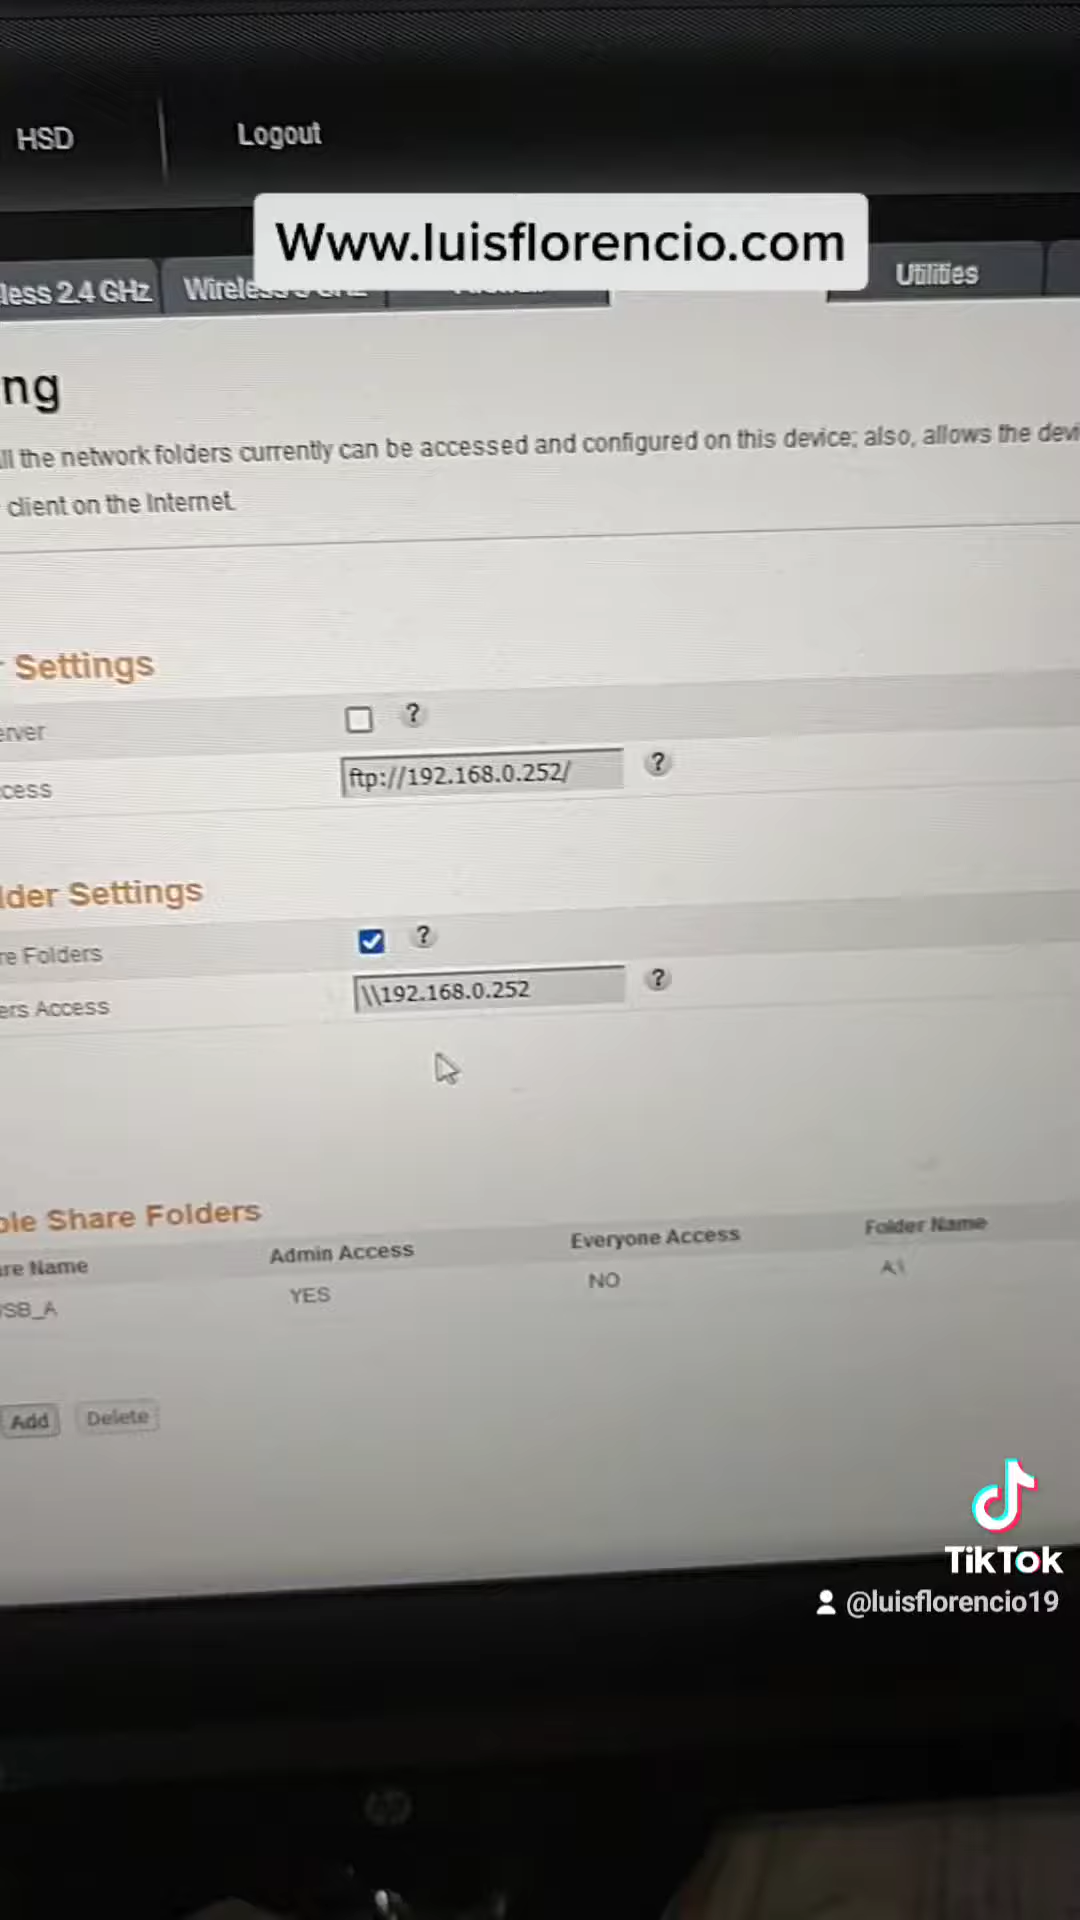 HSD
Logout
Www.luisflorencio.com
less 2.4 GHz
Utilities
ng
ll the network folders currently can be accessed and configured on this device; also, allows the devi
client on the Internet.
r Settings
erver
?
cess
ftp://192.168.0.252/
?
lder Settings
re Folders
?
ers Access
\\192.168.0.252
?
ble Share Folders
are Name
Admin Access
Everyone Access
Folder Name
SB_A
YES
NO
A\
Add
Delete
TikTok
@luisflorencio19
hp